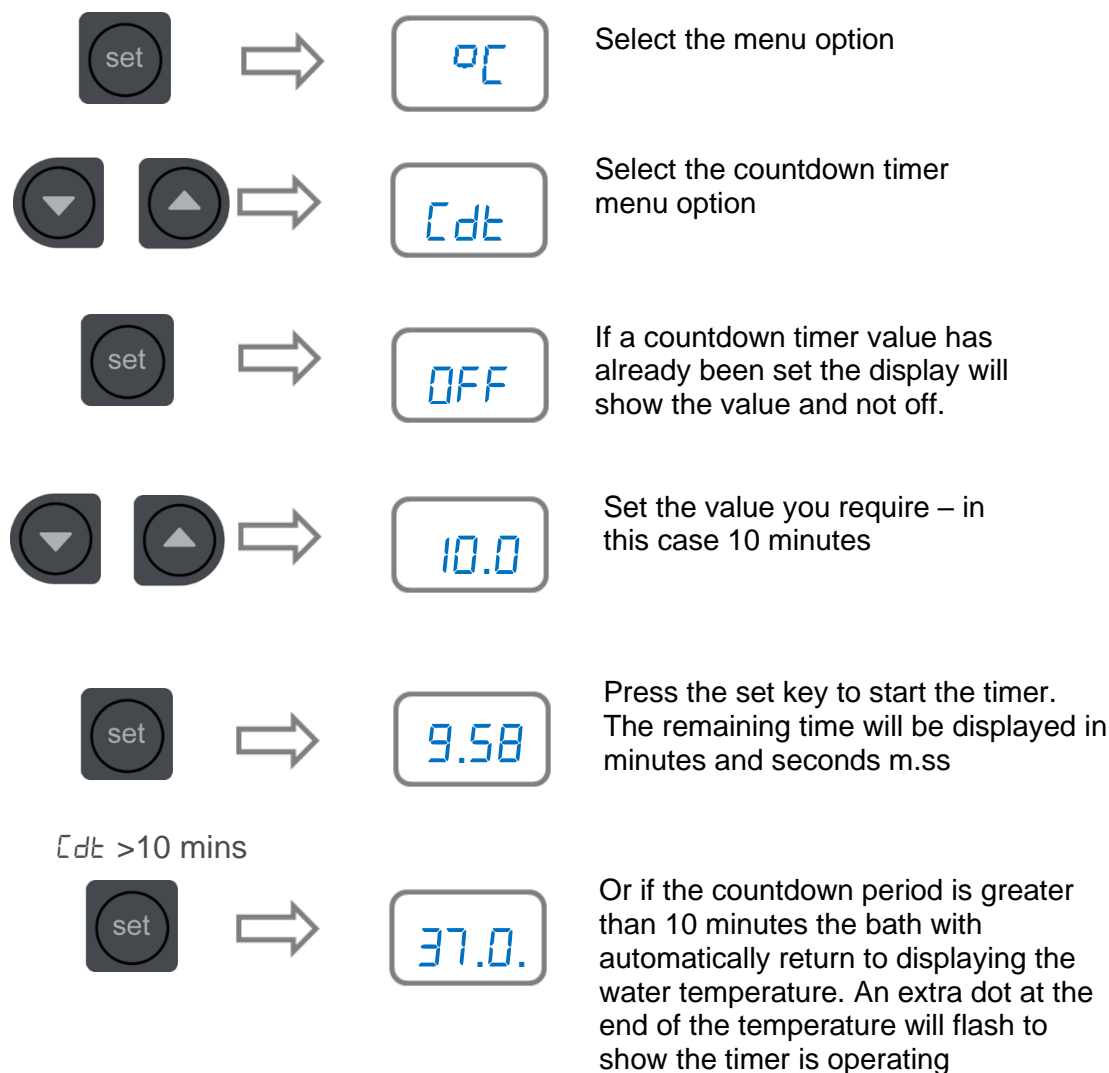 set
°C
Select the menu option
Cdt
Select the countdown timer
menu option
set
OFF
If a countdown timer value has
already been set the display will
show the value and not off.
10.0
Set the value you require – in
this case 10 minutes
set
9.58
Press the set key to start the timer.
The remaining time will be displayed in
minutes and seconds m.ss
Cdt >10 mins
set
37.0.
Or if the countdown period is greater
than 10 minutes the bath with
automatically return to displaying the
water temperature. An extra dot at the
end of the temperature will flash to
show the timer is operating